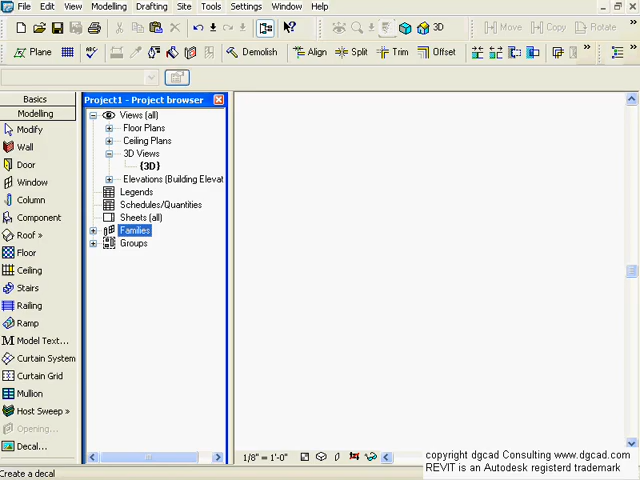 File Edit View Modelling Drafting Site Tools Settings Window Help
3D Move Copy Rotate
Plane Demolish Align Split Trim Offset
Basics
Modelling
Modify
Wall
Door
Window
Column
Component
Roof »
Floor
Ceiling
Stairs
Railing
Ramp
Model Text...
Curtain System
Curtain Grid
Mullion
Host Sweep »
Opening...
Decal...
Project1 - Project browser
Views (all)
Floor Plans
Ceiling Plans
3D Views
{3D}
Elevations (Building Elevat
Legends
Schedules/Quantities
Sheets (all)
Families
Groups
1/8" = 1'-0"
copyright dgcad Consulting www.dgcad.com
REVIT is an Autodesk registerd trademark
Create a decal